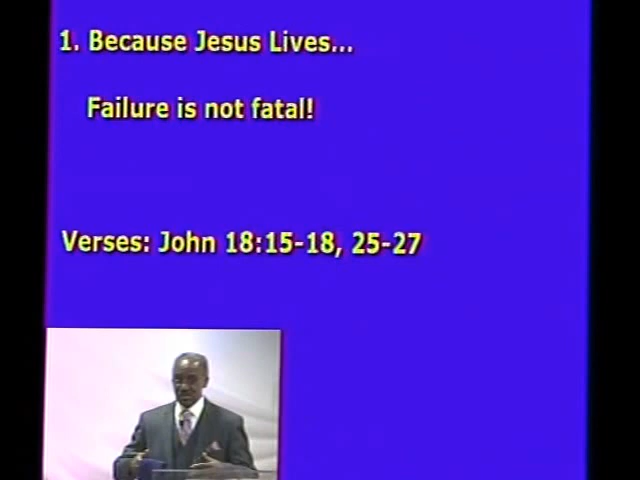 1. Because Jesus Lives...
Failure is not fatal!
Verses: John 18:15-18, 25-27